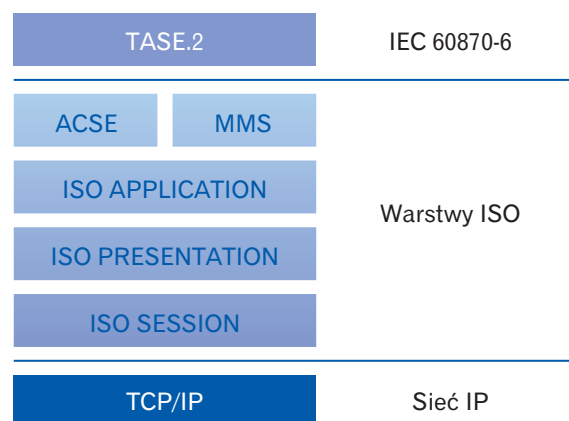 TASE.2 IEC 60870-6
ACSE MMS
ISO APPLICATION
Warstwy ISO
ISO PRESENTATION
ISO SESSION
TCP/IP Sieć IP